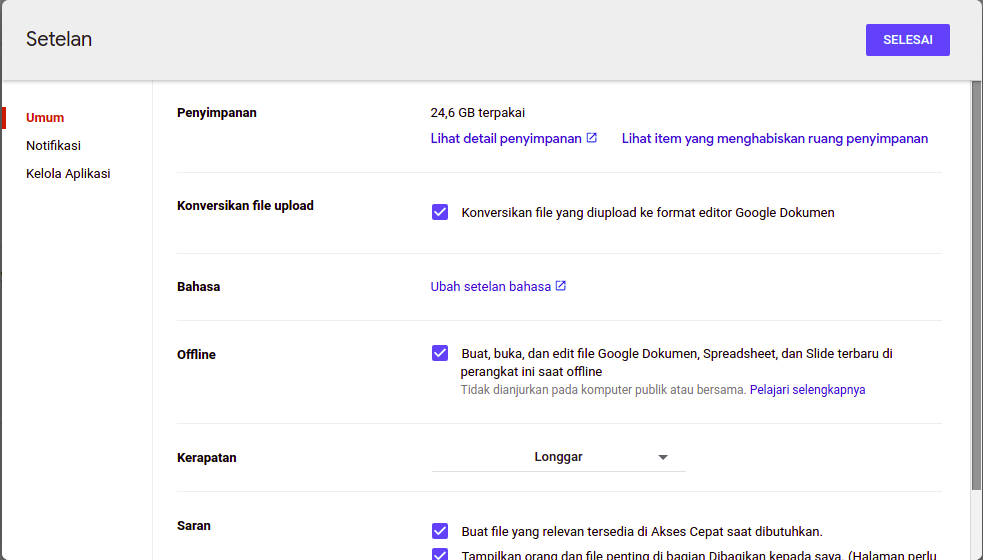 Setelan
SELESAI
Umum
Notifikasi
Kelola Aplikasi
Penyimpanan
24,6 GB terpakai
Lihat detail penyimpanan
Lihat item yang menghabiskan ruang penyimpanan
Konversikan file upload
Konversikan file yang diupload ke format editor Google Dokumen
Bahasa
Ubah setelan bahasa
Offline
Buat, buka, dan edit file Google Dokumen, Spreadsheet, dan Slide terbaru di
perangkat ini saat offline
Tidak dianjurkan pada komputer publik atau bersama. Pelajari selengkapnya
Kerapatan
Longgar
Saran
Buat file yang relevan tersedia di Akses Cepat saat dibutuhkan.
Tampilkan orang dan file penting di bagian Dibagikan kepada saya. (Halaman perlu